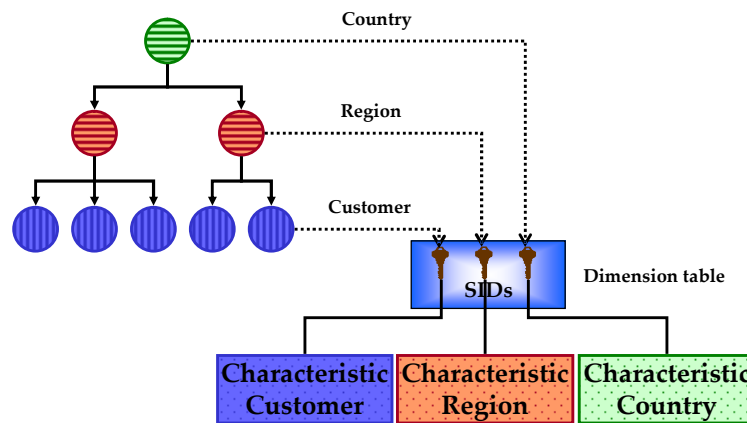 Country
Region
Customer
Dimension table
SIDs
Characteristic
Customer
Characteristic
Region
Characteristic
Country